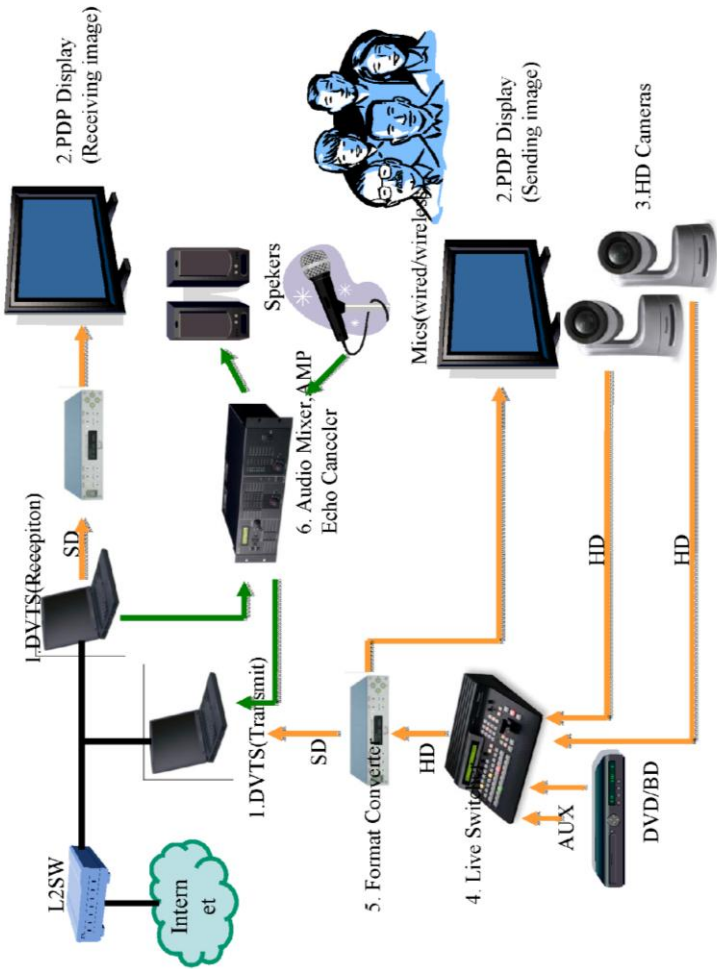 1.DVTS(Recepiton)
L2SW
SD
2.PDP Display
(Receiving image)
Intern
et
1.DVTS(Transmit)
Spekers
6. Audio Mixer,AMP
Echo Canceler
SD
5. Format Converter
Mics(wired/wireless)
HD
4. Live Switcher
2.PDP Display
(Sending image)
AUX
HD
3.HD Cameras
DVD/BD
HD